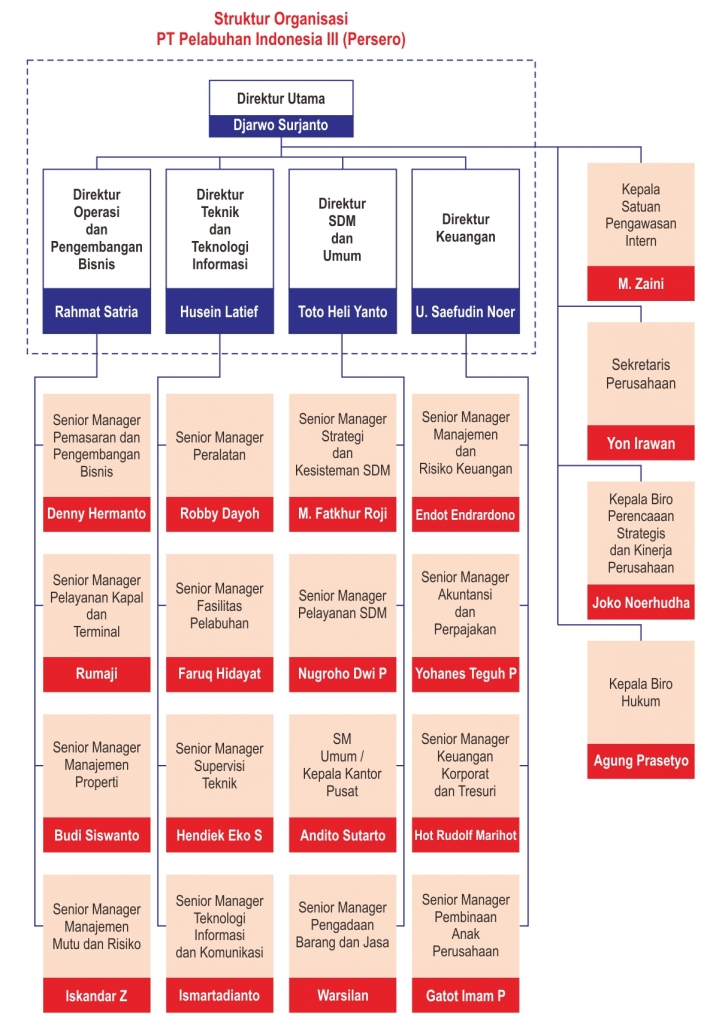 Struktur Organisasi
PT Pelabuhan Indonesia III (Persero)
Direktur Utama
Djarwo Surjanto
Direktur
Operasi
dan
Pengembangan
Bisnis
Rahmat Satria
Direktur
Teknik
dan
Teknologi
Informasi
Husein Latief
Direktur
SDM
dan
Umum
Toto Heli Yanto
Direktur
Keuangan
U. Saefudin Noer
Kepala
Satuan
Pengawasan
Intern
M. Zaini
Sekretaris
Perusahaan
Yon Irawan
Kepala Biro
Perencaaan
Strategis
dan Kinerja
Perusahaan
Joko Noerhudha
Kepala Biro
Hukum
Agung Prasetyo
Senior Manager
Pemasaran dan
Pengembangan
Bisnis
Denny Hermanto
Senior Manager
Peralatan
Robby Dayoh
Senior Manager
Strategi
dan
Kesisteman SDM
M. Fatkhur Roji
Senior Manager
Manajemen
dan
Risiko Keuangan
Endot Endrardono
Senior Manager
Pelayanan Kapal
dan
Terminal
Rumaji
Senior Manager
Fasilitas
Pelabuhan
Faruq Hidayat
Senior Manager
Pelayanan SDM
Nugroho Dwi P
Senior Manager
Akuntansi
dan
Perpajakan
Yohanes Teguh P
Senior Manager
Manajemen
Properti
Budi Siswanto
Senior Manager
Supervisi
Teknik
Hendiek Eko S
SM
Umum /
Kepala Kantor
Pusat
Andito Sutarto
Senior Manager
Keuangan
Korporat
dan Tresuri
Hot Rudolf Marihot
Senior Manager
Manajemen
Mutu dan Risiko
Iskandar Z
Senior Manager
Teknologi
Informasi
dan Komunikasi
Ismartadianto
Senior Manager
Pengadaan
Barang dan Jasa
Warsilan
Senior Manager
Pembinaan
Anak
Perusahaan
Gatot Imam P